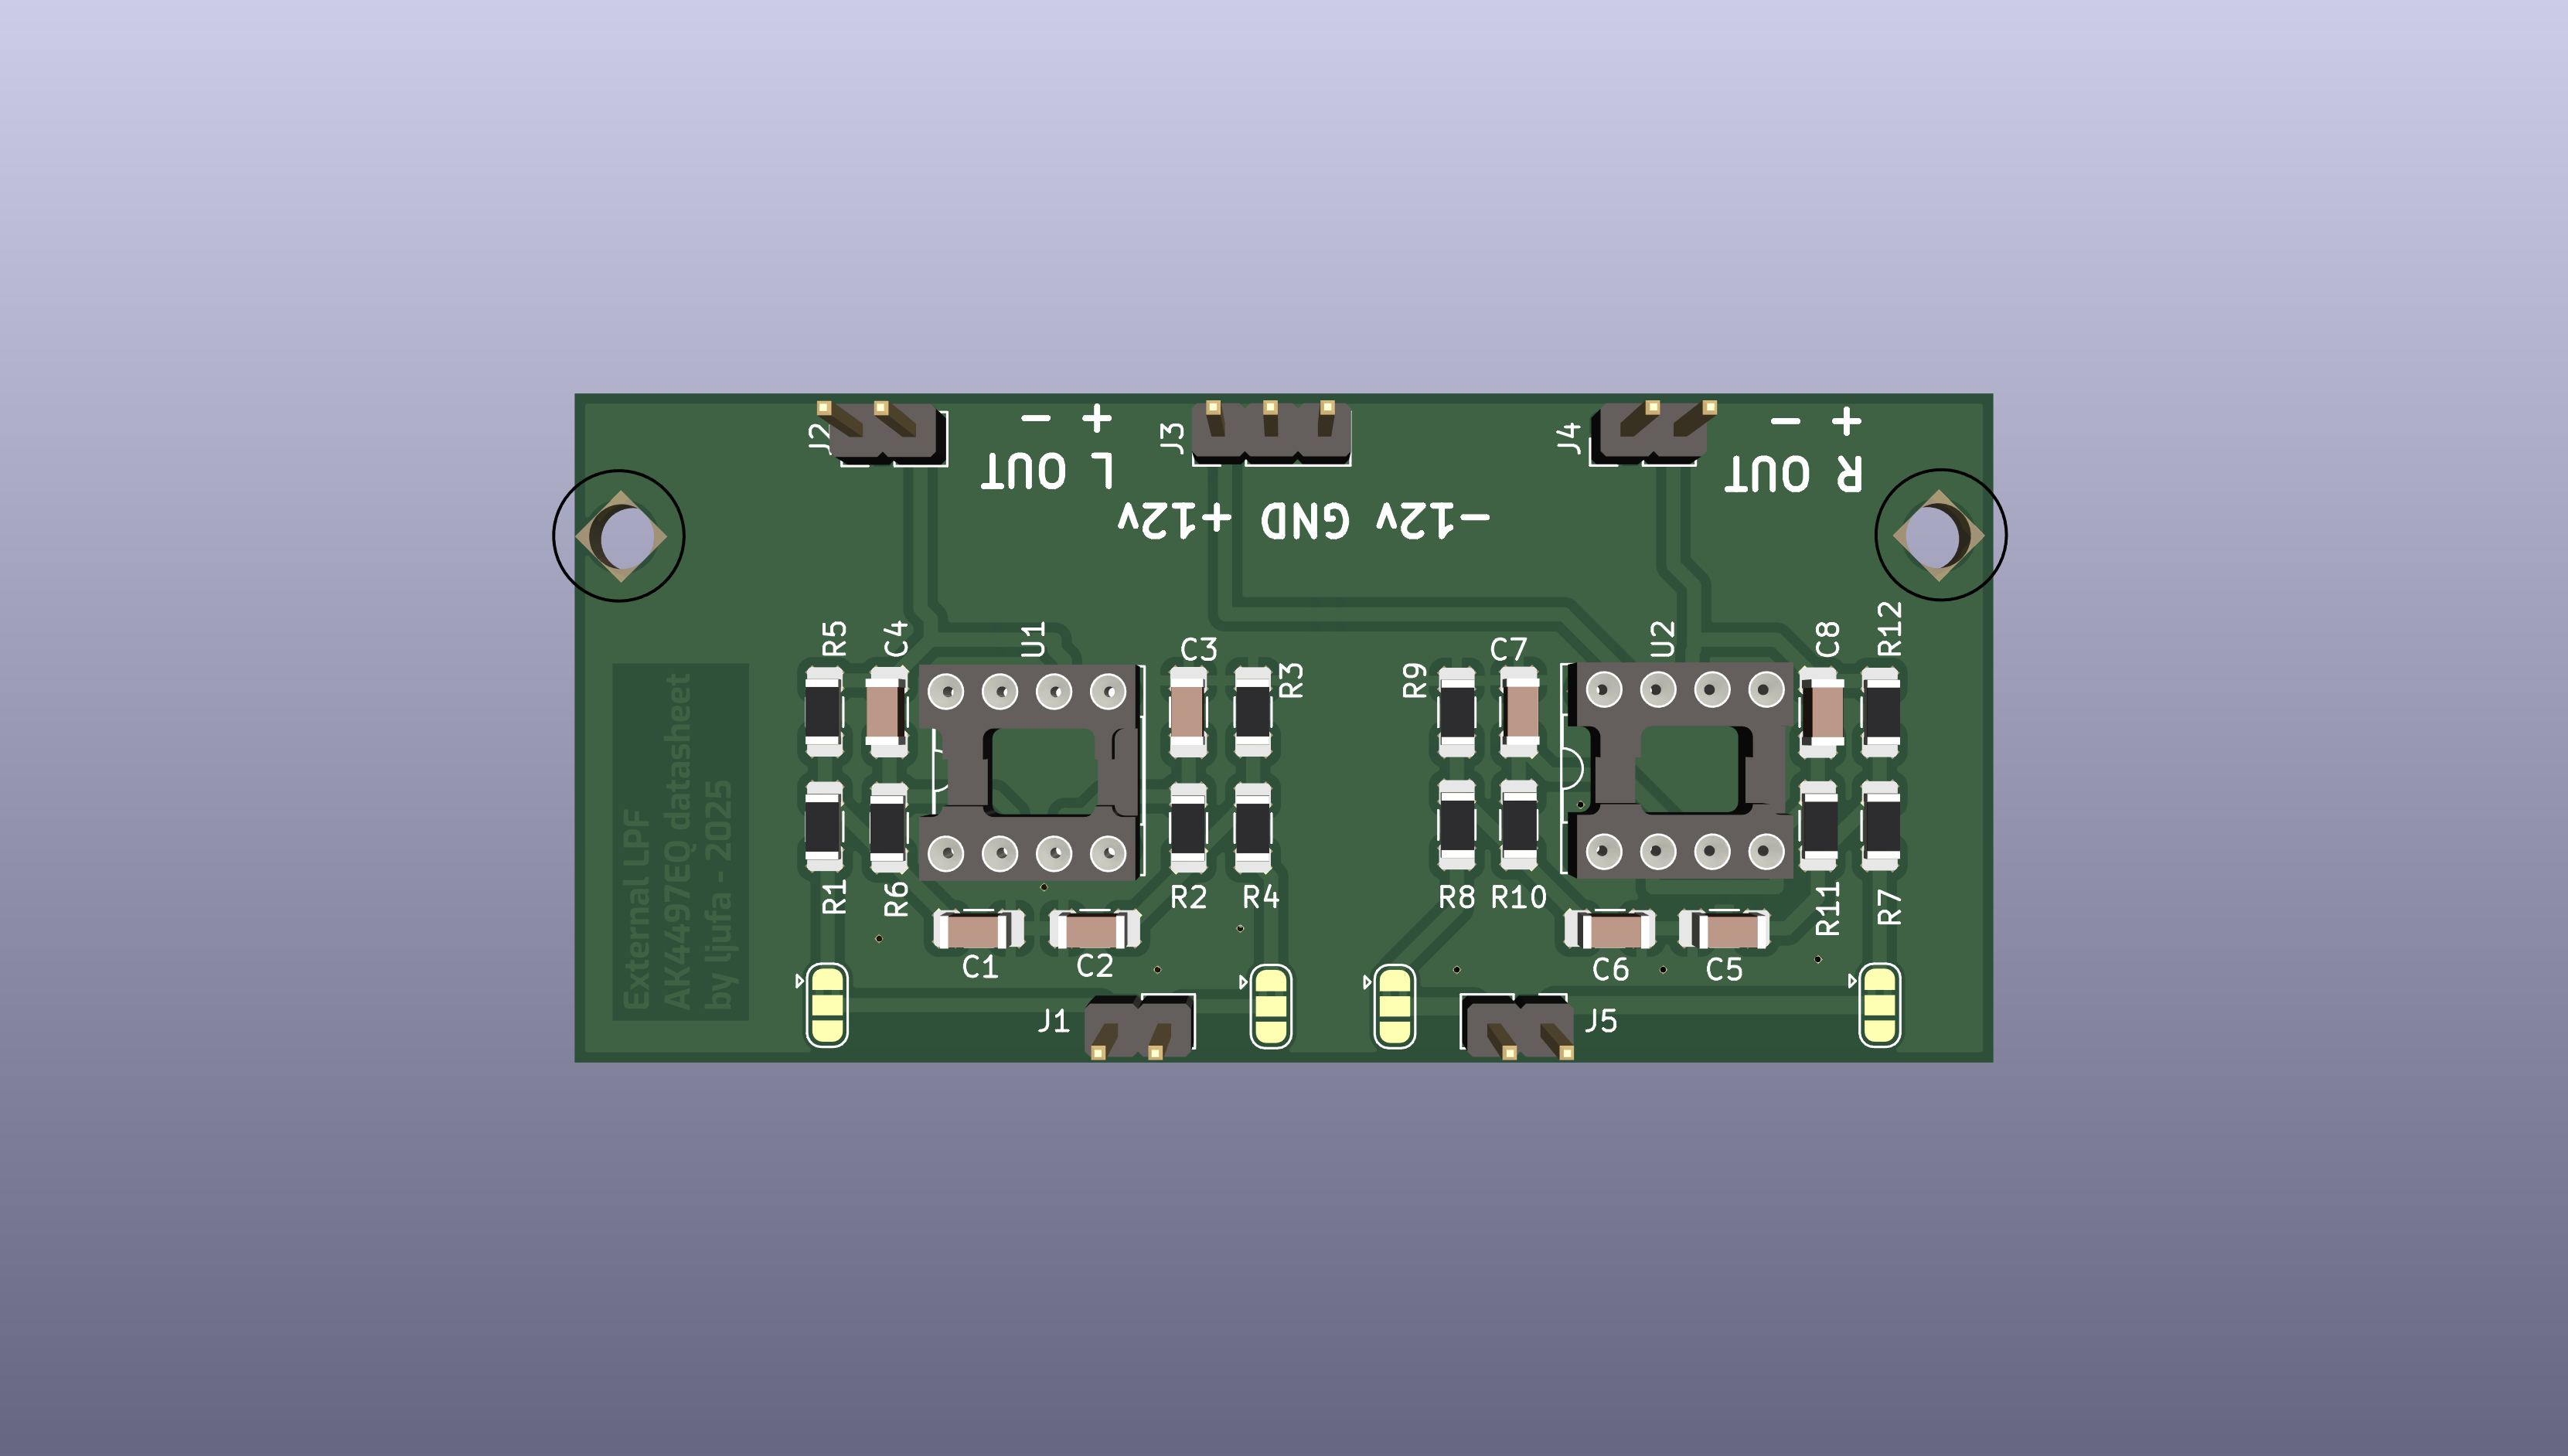 J2
- +
L OUT
J3
J4
- +
R OUT
-12v GND +12v
R5
C4
U1
C3
R3
R9
C7
U2
C8
R12
External LPF
AK4497EQ datasheet
by ljufa - 2025
R1
R6
R2
R4
R8
R10
R11
R7
C1
C2
C6
C5
J1
J5